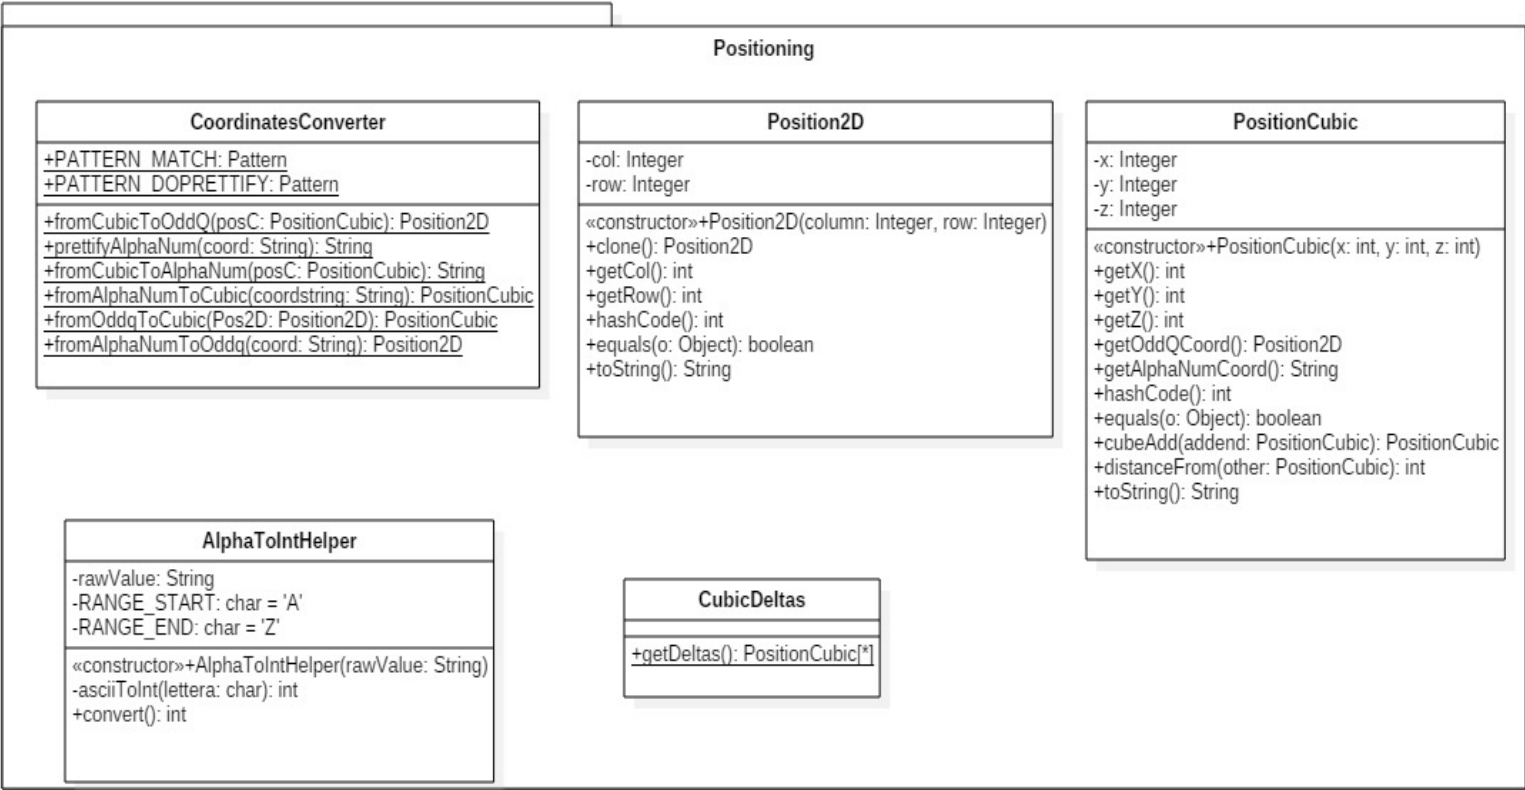 Positioning
CoordinatesConverter
+PATTERN_MATCH: Pattern
+PATTERN_DOPRETTIFY: Pattern
+fromCubicToOddQ(posC: PositionCubic): Position2D
+prettifyAlphaNum(coord: String): String
+fromCubicToAlphaNum(posC: PositionCubic): String
+fromAlphaNumToCubic(coordstring: String): PositionCubic
+fromOddqToCubic(Pos2D: Position2D): PositionCubic
+fromAlphaNumToOddq(coord: String): Position2D
Position2D
-col: Integer
-row: Integer
«constructor»+Position2D(column: Integer, row: Integer)
+clone(): Position2D
+getCol(): int
+getRow(): int
+hashCode(): int
+equals(o: Object): boolean
+toString(): String
PositionCubic
-x: Integer
-y: Integer
-z: Integer
«constructor»+PositionCubic(x: int, y: int, z: int)
+getX(): int
+getY(): int
+getZ(): int
+getOddQCoord(): Position2D
+getAlphaNumCoord(): String
+hashCode(): int
+equals(o: Object): boolean
+cubeAdd(addend: PositionCubic): PositionCubic
+distanceFrom(other: PositionCubic): int
+toString(): String
AlphaToIntHelper
-rawValue: String
-RANGE_START: char = 'A'
-RANGE_END: char = 'Z'
«constructor»+AlphaToIntHelper(rawValue: String)
-asciiToInt(lettera: char): int
+convert(): int
CubicDeltas
+getDeltas(): PositionCubic[*]